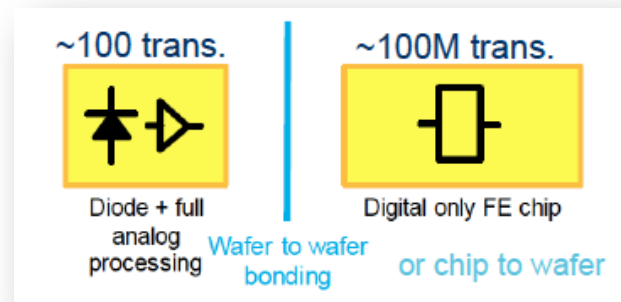 ~100 trans.
~100M trans.
Diode + full
analog
processing
Digital only FE chip
Wafer to wafer
bonding
or chip to wafer